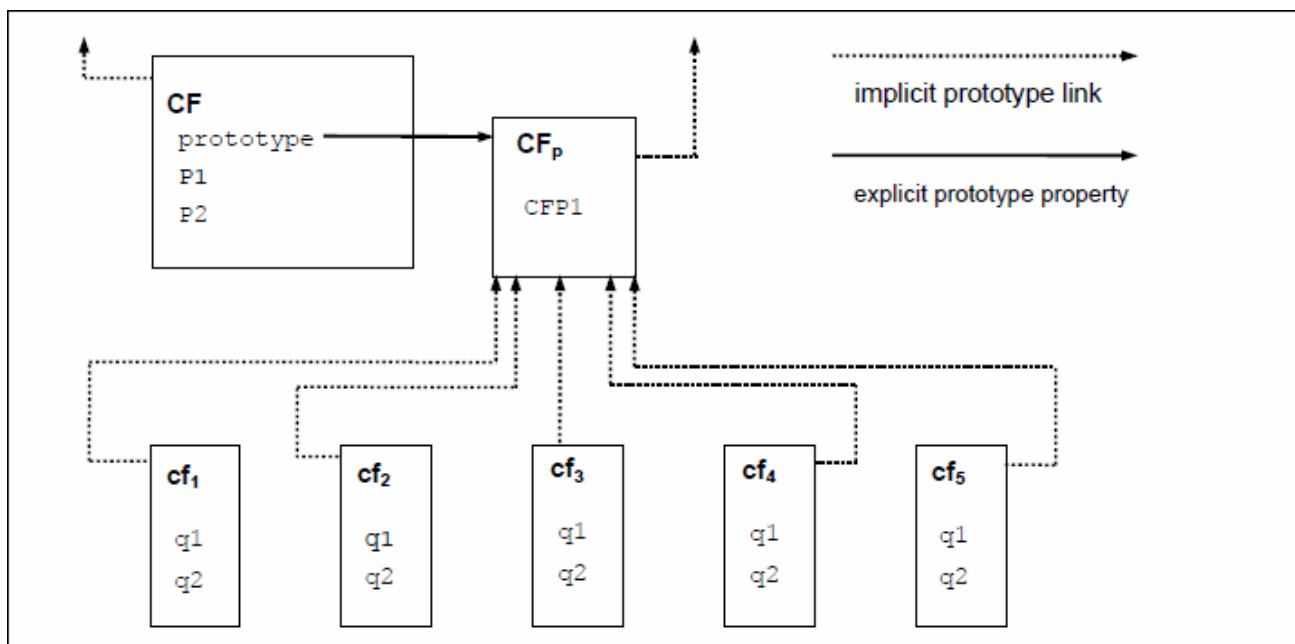 CF
prototype
P1
P2
CFp
CFP1
implicit prototype link
explicit prototype property
cf1
q1
q2
cf2
q1
q2
cf3
q1
q2
cf4
q1
q2
cf5
q1
q2